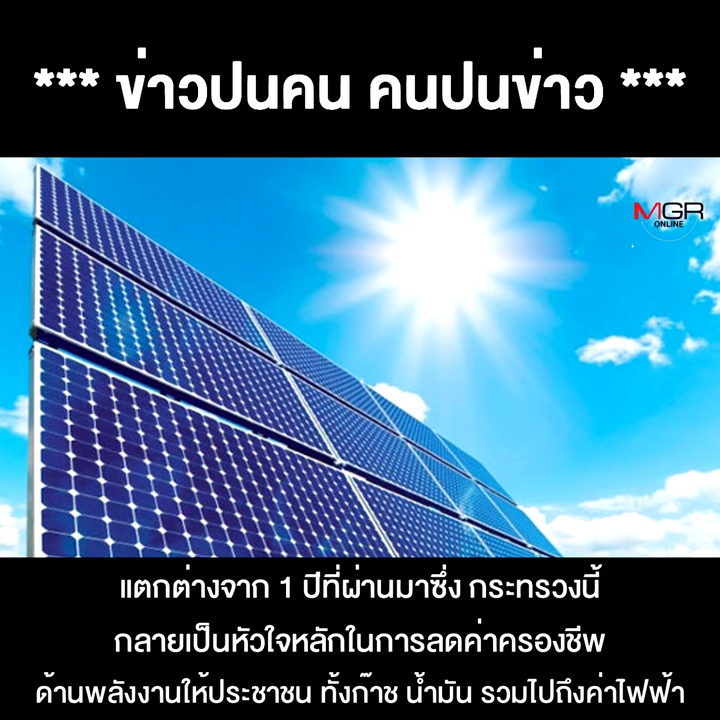 *** ข่าวปนคน คนปนข่าว ***
MGR
ONLINE
แตกต่างจาก 1 ปีที่ผ่านมาซึ่ง กระทรวงนี้
กลายเป็นหัวใจหลักในการลดค่าครองชีพ
ด้านพลังงานให้ประชาชน ทั้งก๊าซ น้ำมัน รวมไปถึงค่าไฟฟ้า